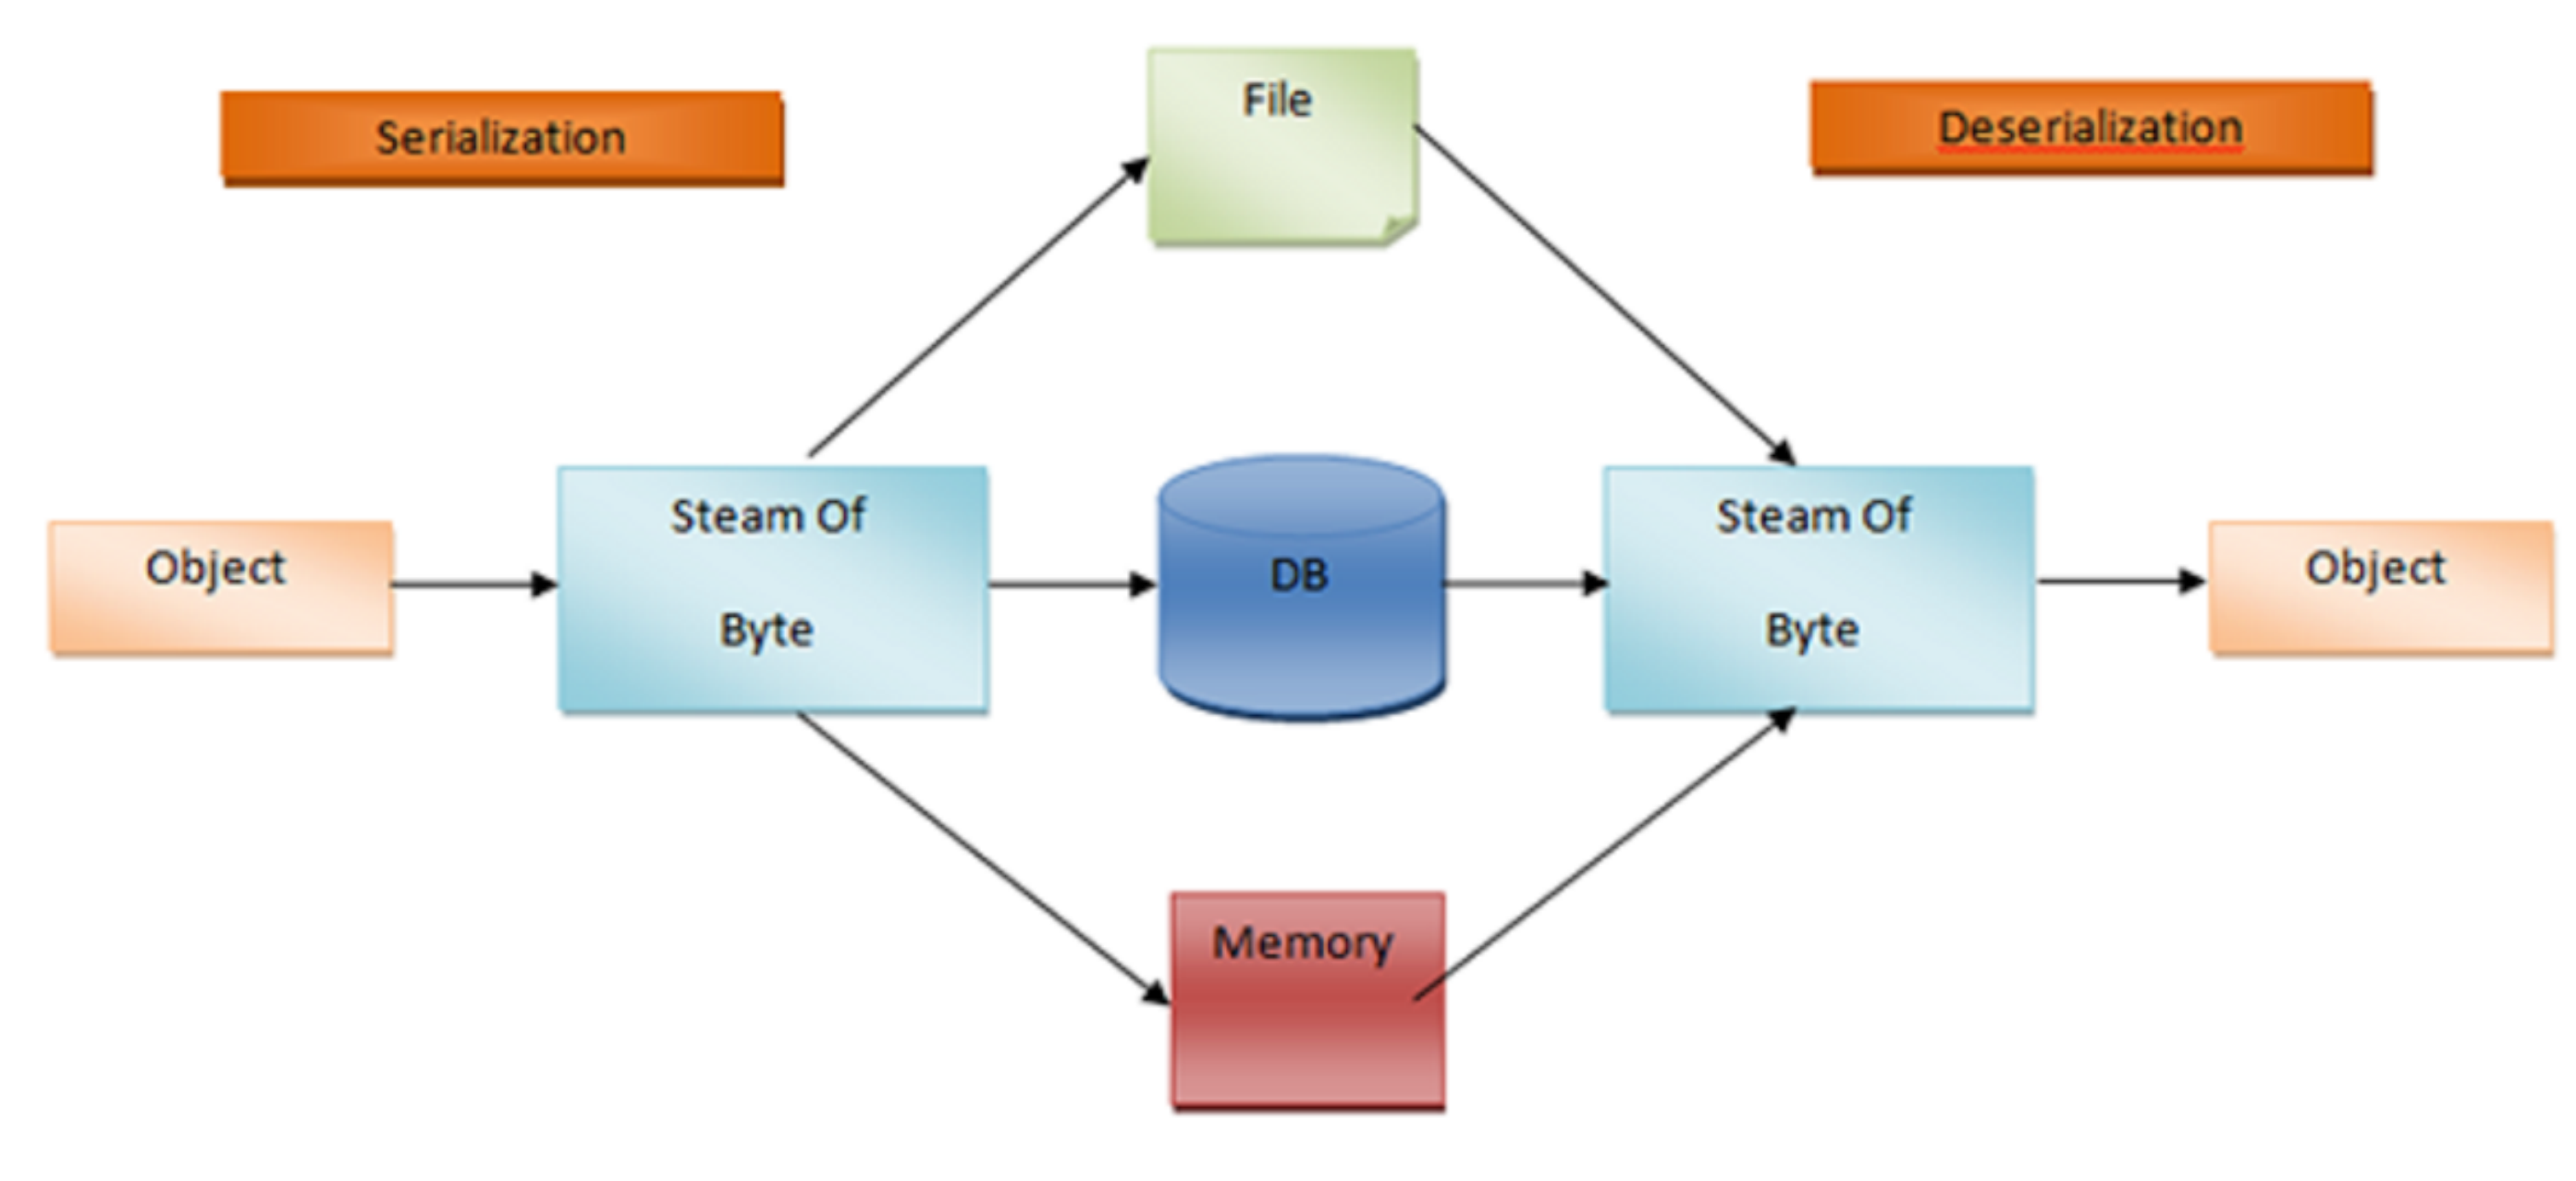 Serialization
File
Deserialization
Object
Steam Of
Byte
DB
Steam Of
Byte
Object
Memory